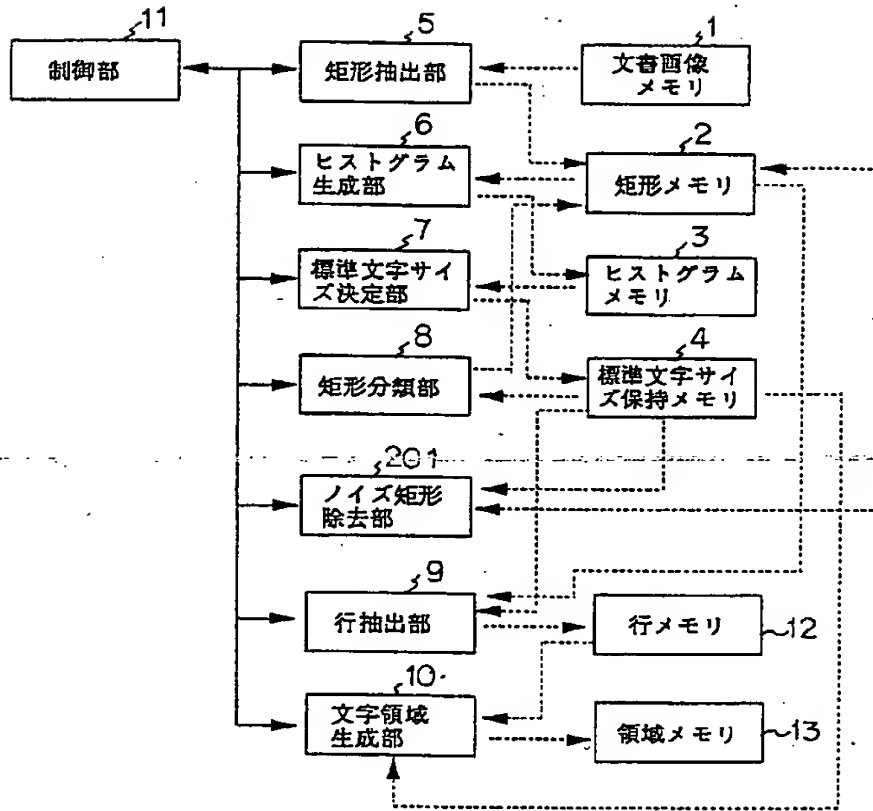 11
制御部
5
矩形抽出部
1
文書画像
メモリ
6
ヒストグラム
生成部
2
矩形メモリ
7
標準文字サイ
ズ決定部
3
ヒストグラム
メモリ
8
矩形分類部
4
標準文字サイ
ズ保持メモリ
201
ノイズ矩形
除去部
9
行抽出部
行メモリ
12
10
文字領域
生成部
領域メモリ
13